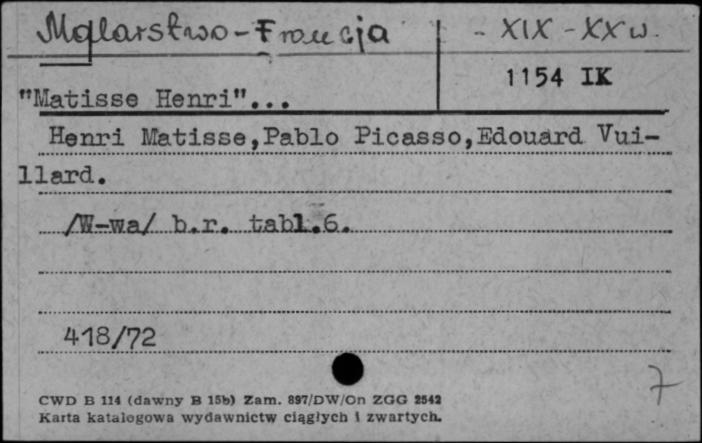 Malarstwo - Francja - XIX - XX w.
1154 IK
"Matisse Henri"...
Henri Matisse,Pablo Picasso,Edouard Vui-
llard.
/W-wa/ b.r. tabl.6.
418/72
7
CWD B 114 (dawny B 15b) Zam. 897/DW/On ZGG 2542
Karta katalogowa wydawnictw ciągłych i zwartych.